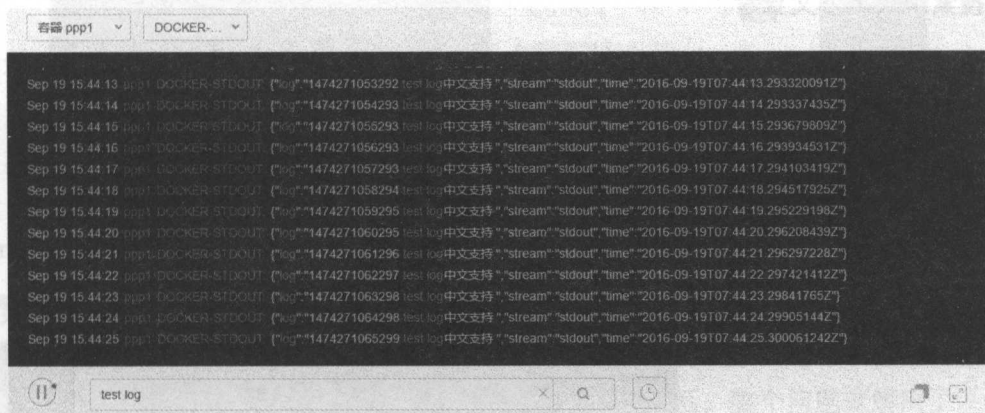 容器 ppp1 DOCKER-...
Sep 19 15:44:13 ppp1 DOCKER-STDOUT: {"log":"1474271053292 test log中文支持 ","stream":"stdout","time":"2016-09-19T07:44:13.293320091Z"}
Sep 19 15:44:14 ppp1 DOCKER-STDOUT: {"log":"1474271054293 test log中文支持 ","stream":"stdout","time":"2016-09-19T07:44:14.293337435Z"}
Sep 19 15:44:15 ppp1 DOCKER-STDOUT: {"log":"1474271055293 test log中文支持 ","stream":"stdout","time":"2016-09-19T07:44:15.293679809Z"}
Sep 19 15:44:16 ppp1 DOCKER-STDOUT: {"log":"1474271056293 test log中文支持 ","stream":"stdout","time":"2016-09-19T07:44:16.293934531Z"}
Sep 19 15:44:17 ppp1 DOCKER-STDOUT: {"log":"1474271057293 test log中文支持 ","stream":"stdout","time":"2016-09-19T07:44:17.294103419Z"}
Sep 19 15:44:18 ppp1 DOCKER-STDOUT: {"log":"1474271058294 test log中文支持 ","stream":"stdout","time":"2016-09-19T07:44:18.294517925Z"}
Sep 19 15:44:19 ppp1 DOCKER-STDOUT: {"log":"1474271059295 test log中文支持 ","stream":"stdout","time":"2016-09-19T07:44:19.295229198Z"}
Sep 19 15:44:20 ppp1 DOCKER-STDOUT: {"log":"1474271060295 test log中文支持 ","stream":"stdout","time":"2016-09-19T07:44:20.296208439Z"}
Sep 19 15:44:21 ppp1 DOCKER-STDOUT: {"log":"1474271061296 test log中文支持 ","stream":"stdout","time":"2016-09-19T07:44:21.296297228Z"}
Sep 19 15:44:22 ppp1 DOCKER-STDOUT: {"log":"1474271062297 test log中文支持 ","stream":"stdout","time":"2016-09-19T07:44:22.297421412Z"}
Sep 19 15:44:23 ppp1 DOCKER-STDOUT: {"log":"1474271063298 test log中文支持 ","stream":"stdout","time":"2016-09-19T07:44:23.29841765Z"}
Sep 19 15:44:24 ppp1 DOCKER-STDOUT: {"log":"1474271064298 test log中文支持 ","stream":"stdout","time":"2016-09-19T07:44:24.29905144Z"}
Sep 19 15:44:25 ppp1 DOCKER-STDOUT: {"log":"1474271065299 test log中文支持 ","stream":"stdout","time":"2016-09-19T07:44:25.300061242Z"}
test log